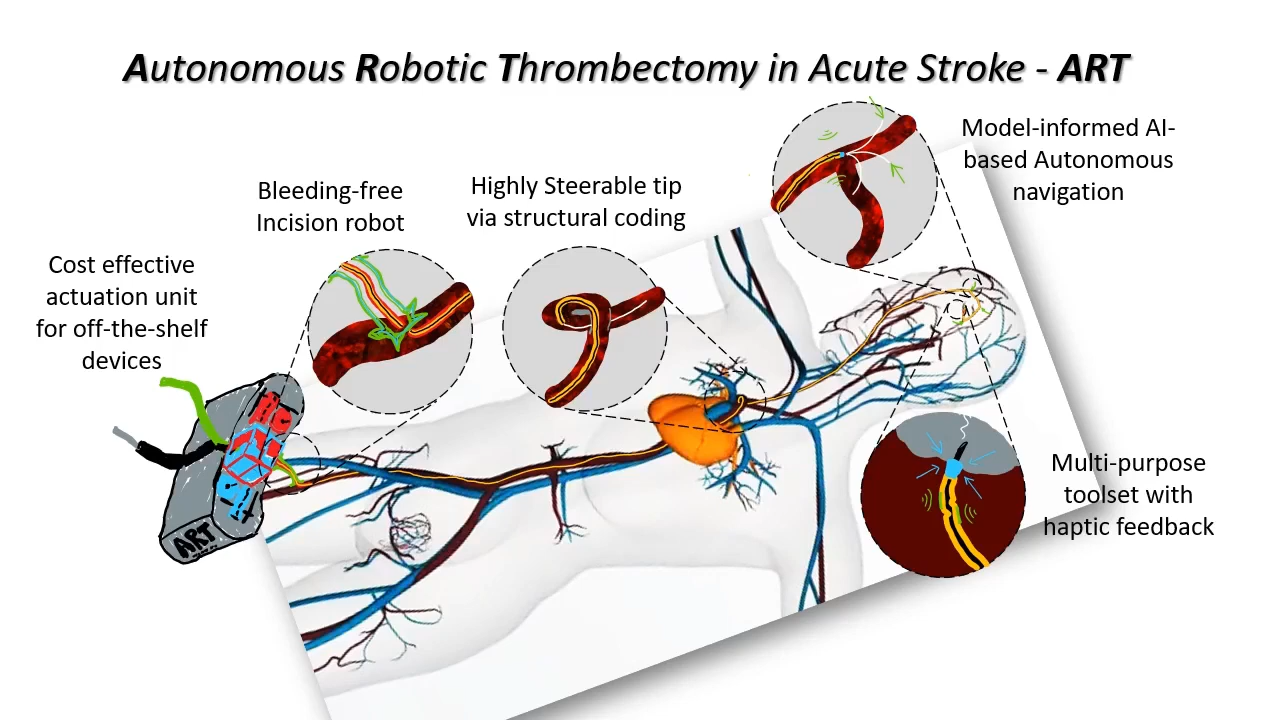 Autonomous Robotic Thrombectomy in Acute Stroke - ART
Model-informed AI-
based Autonomous
navigation
Highly Steerable tip
via structural coding
Bleeding-free
Incision robot
Cost effective
actuation unit
for off-the-shelf
devices
Multi-purpose
toolset with
haptic feedback
ART